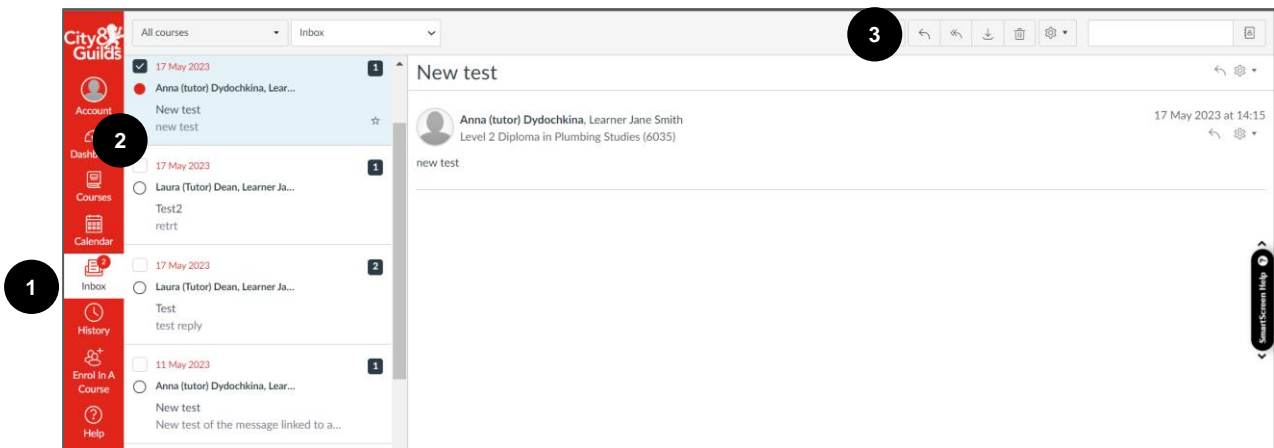 City&
Guilds
All courses
Inbox
3
Account
2
Courses
Calendar
2
Inbox
1
History
Enrol In A
Course
Help
17 May 2023
1
Anna (tutor) Dydochkina, Lear...
New test
new test
17 May 2023
1
Laura (Tutor) Dean, Learner Ja...
Test2
retrt
17 May 2023
2
Laura (Tutor) Dean, Learner Ja...
Test
test reply
11 May 2023
1
Anna (tutor) Dydochkina, Lear...
New test
New test of the message linked to a...
New test
Anna (tutor) Dydochkina, Learner Jane Smith
17 May 2023 at 14:15
Level 2 Diploma in Plumbing Studies (6035)
new test
SmartScreen Help ?